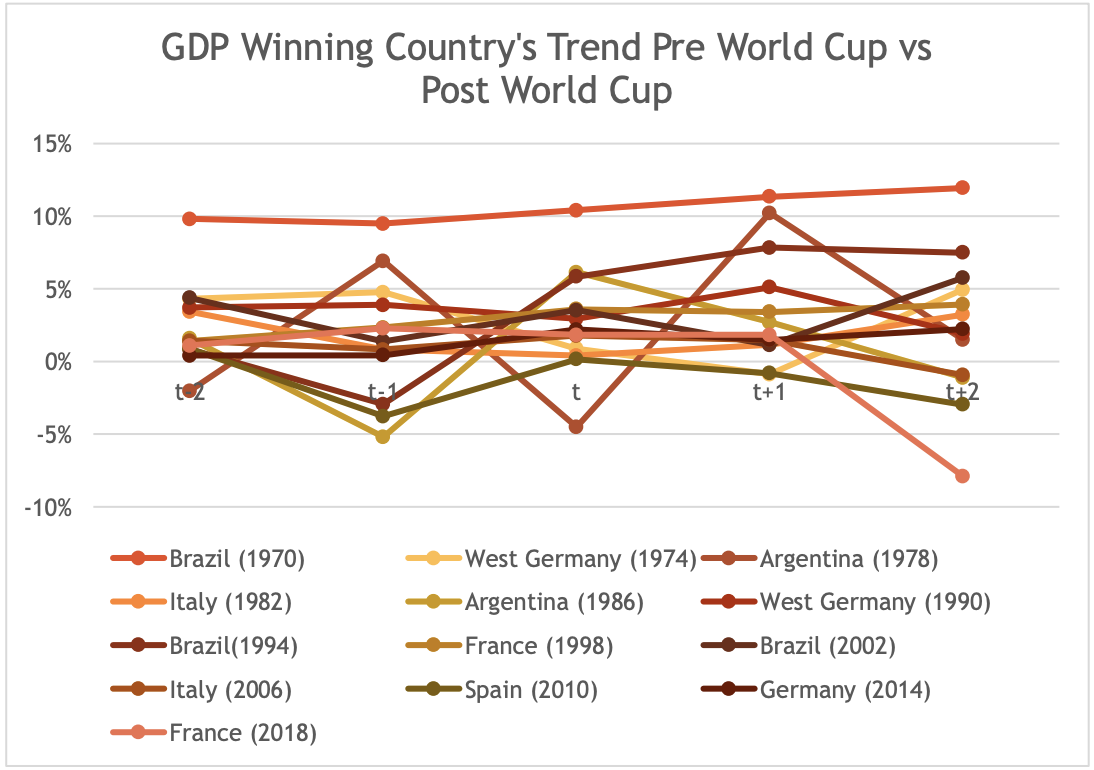 GDP Winning Country's Trend Pre World Cup vs
Post World Cup
15%
10%
5%
0%
t-2 t-1 t t+1 t+2
-5%
-10%
Brazil (1970) West Germany (1974) Argentina (1978)
Italy (1982) Argentina (1986) West Germany (1990)
Brazil(1994) France (1998) Brazil (2002)
Italy (2006) Spain (2010) Germany (2014)
France (2018)